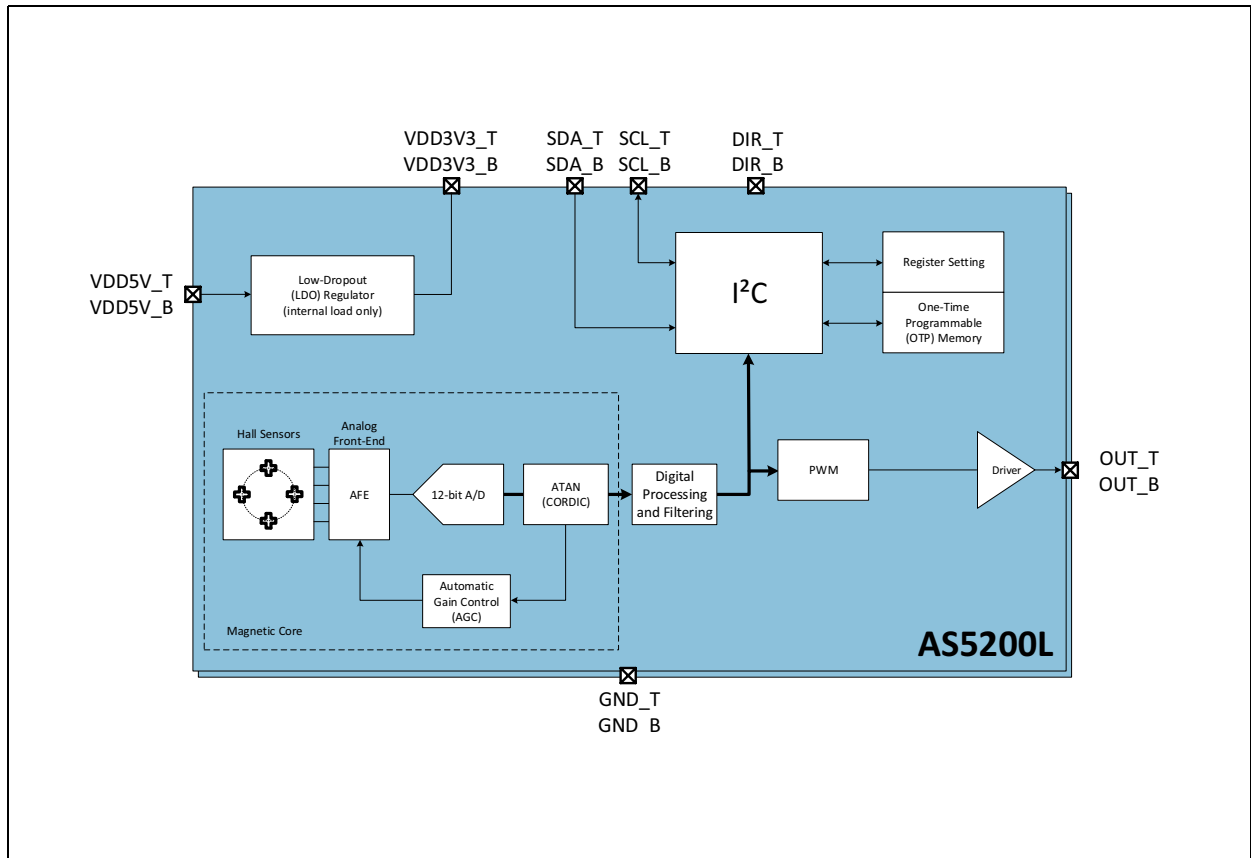 VDD3V3_T
VDD3V3_B
SDA_T
SDA_B
SCL_T
SCL_B
DIR_T
DIR_B
VDD5V_T
VDD5V_B
Low-Dropout
(LDO) Regulator
(internal load only)
I²C
Register Setting
One-Time
Programmable
(OTP) Memory
Hall Sensors
Analog
Front-End
AFE
12-bit A/D
ATAN
(CORDIC)
Digital
Processing
and Filtering
PWM
Driver
OUT_T
OUT_B
Automatic
Gain Control
(AGC)
Magnetic Core
AS5200L
GND_T
GND B